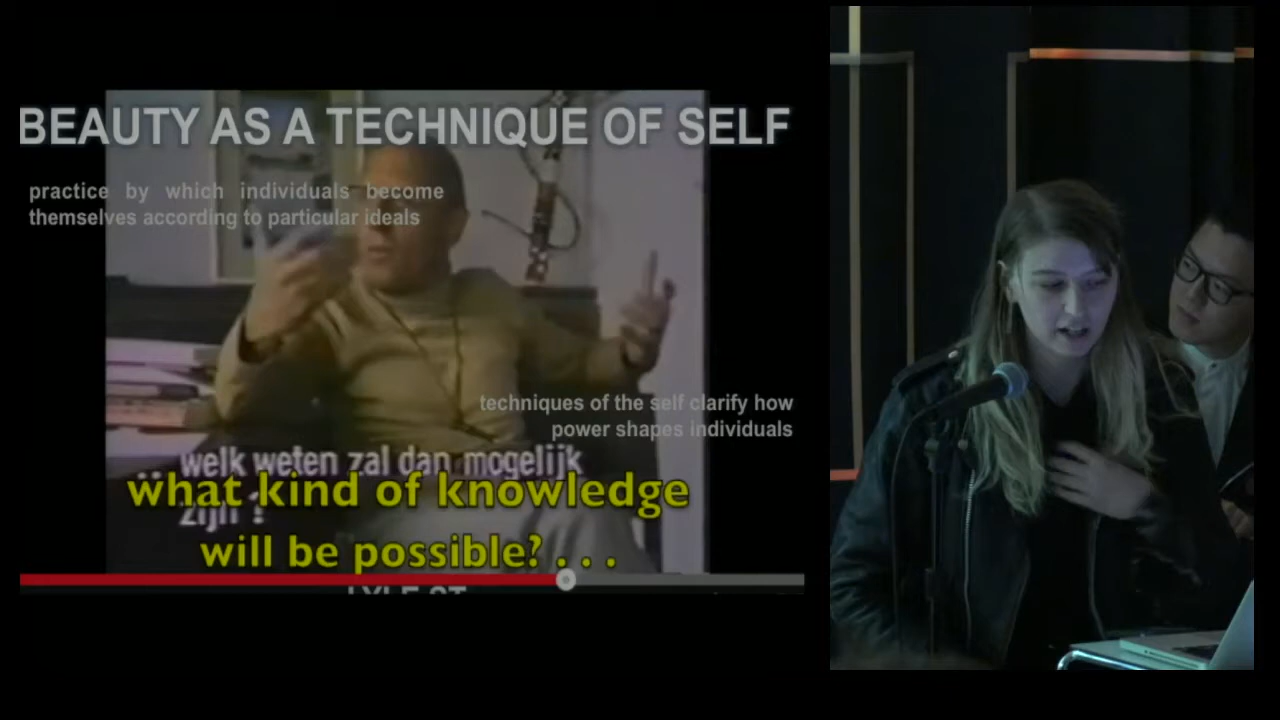 BEAUTY AS A TECHNIQUE OF SELF
practice by which individuals become
themselves according to particular ideals
techniques of the self clarify how
power shapes individuals
welk weten zal dan mogelijk
what kind of knowledge
zijn ?
will be possible? . . .